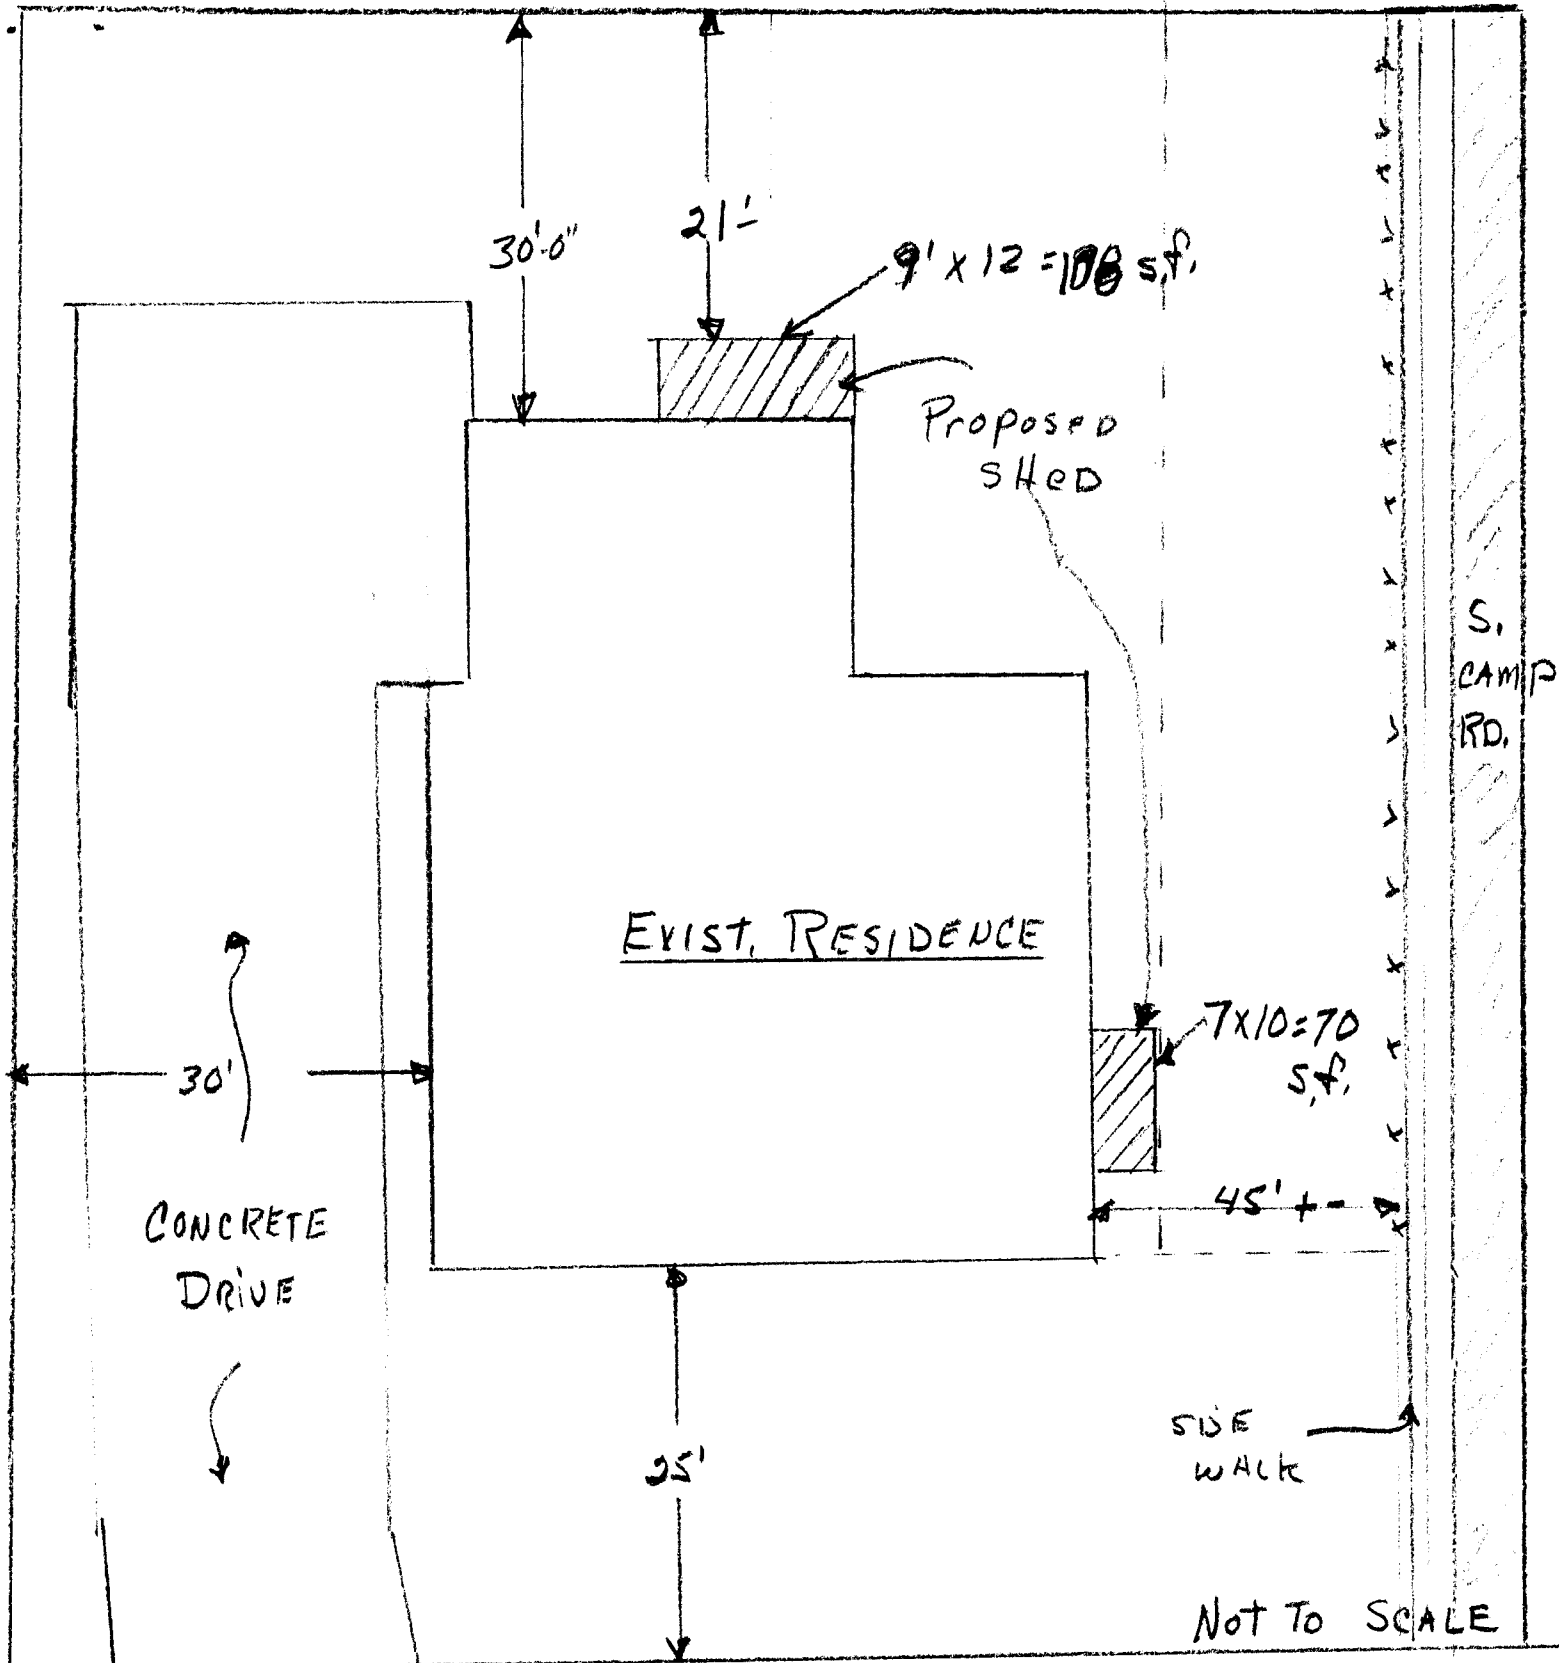 30'-0"
21'
9' x 12 = 108 s.f.
Proposed
SHeD
S.
CAMP
RD.
EXIST. RESIDENCE
7x10=70
s.f.
30'
45' + -
CONCRETE
DRiVE
25'
SIDE
WALK
NOT TO SCALE